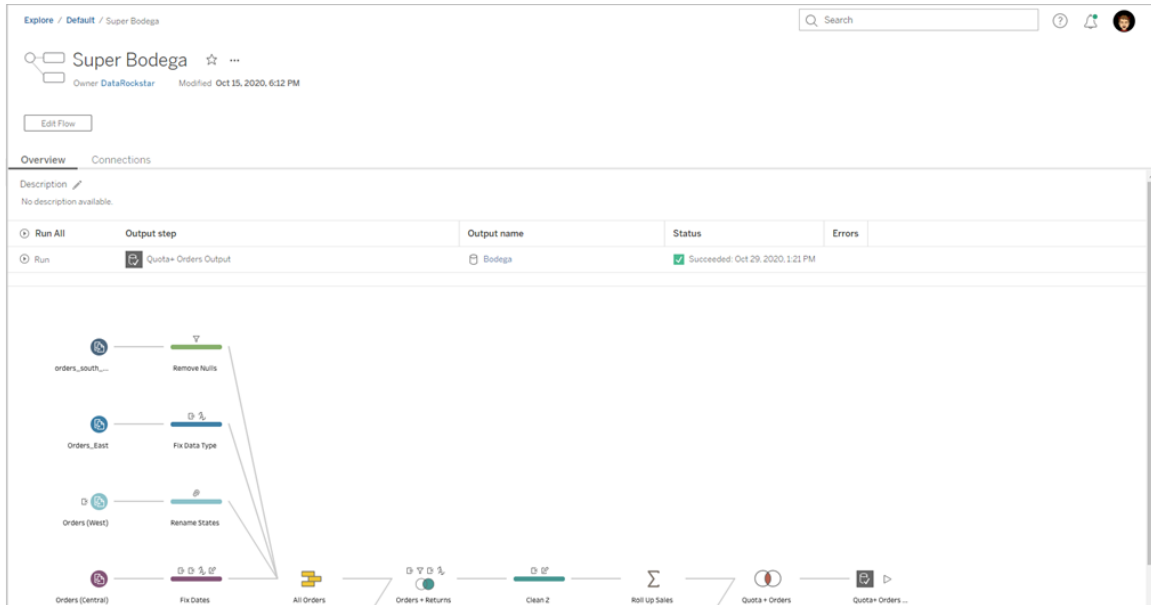 Explore / Default / Super Bodega
Search
Super Bodega
Owner DataRockstar Modified Oct 15, 2020, 6:12 PM
Edit Flow
Overview Connections
Description
No description available.
Run All Output step Output name Status Errors
Run Quota+ Orders Output Bodega Succeeded: Oct 29, 2020, 1:21 PM
orders_south_... Remove Nulls
Orders_East Fix Data Type
Orders (West) Rename States
Orders (Central) Fix Dates All Orders Orders + Returns Clean 2 Roll Up Sales Quota + Orders Quota+ Orders ...